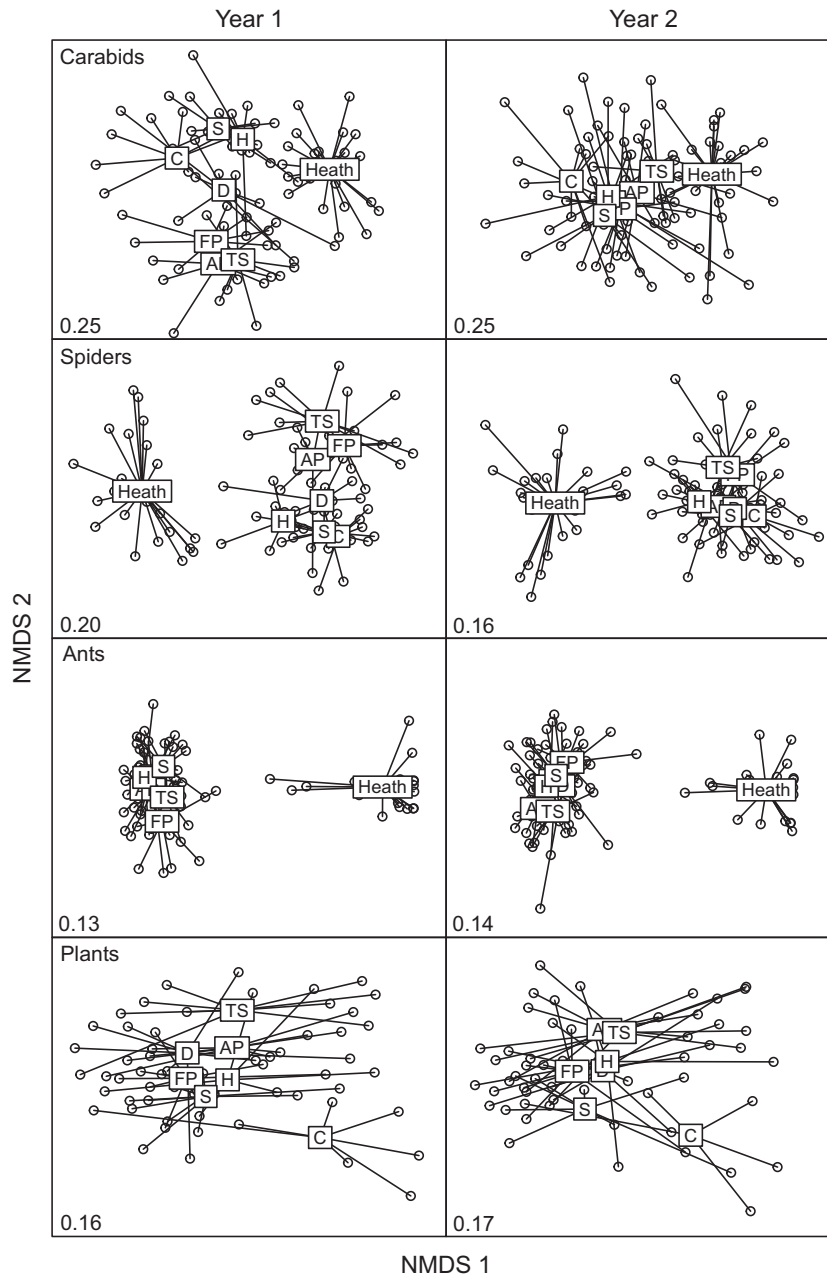 Year 1 Year 2
Carabids
S
H
C
Heath
D
FP
TS
0.25
TS
C
Heath
H
AP
S
0.25
Spiders
TS
FP
AP
Heath
D
H
S
C
0.20
TS
Heath
H
S
C
0.16
Ants
S
H
Heath
TS
FP
0.13
FP
S
Heath
TS
0.14
Plants
TS
AP
D
FP
H
S
C
0.16
TS
H
FP
S
C
0.17
NMDS 2
NMDS 1